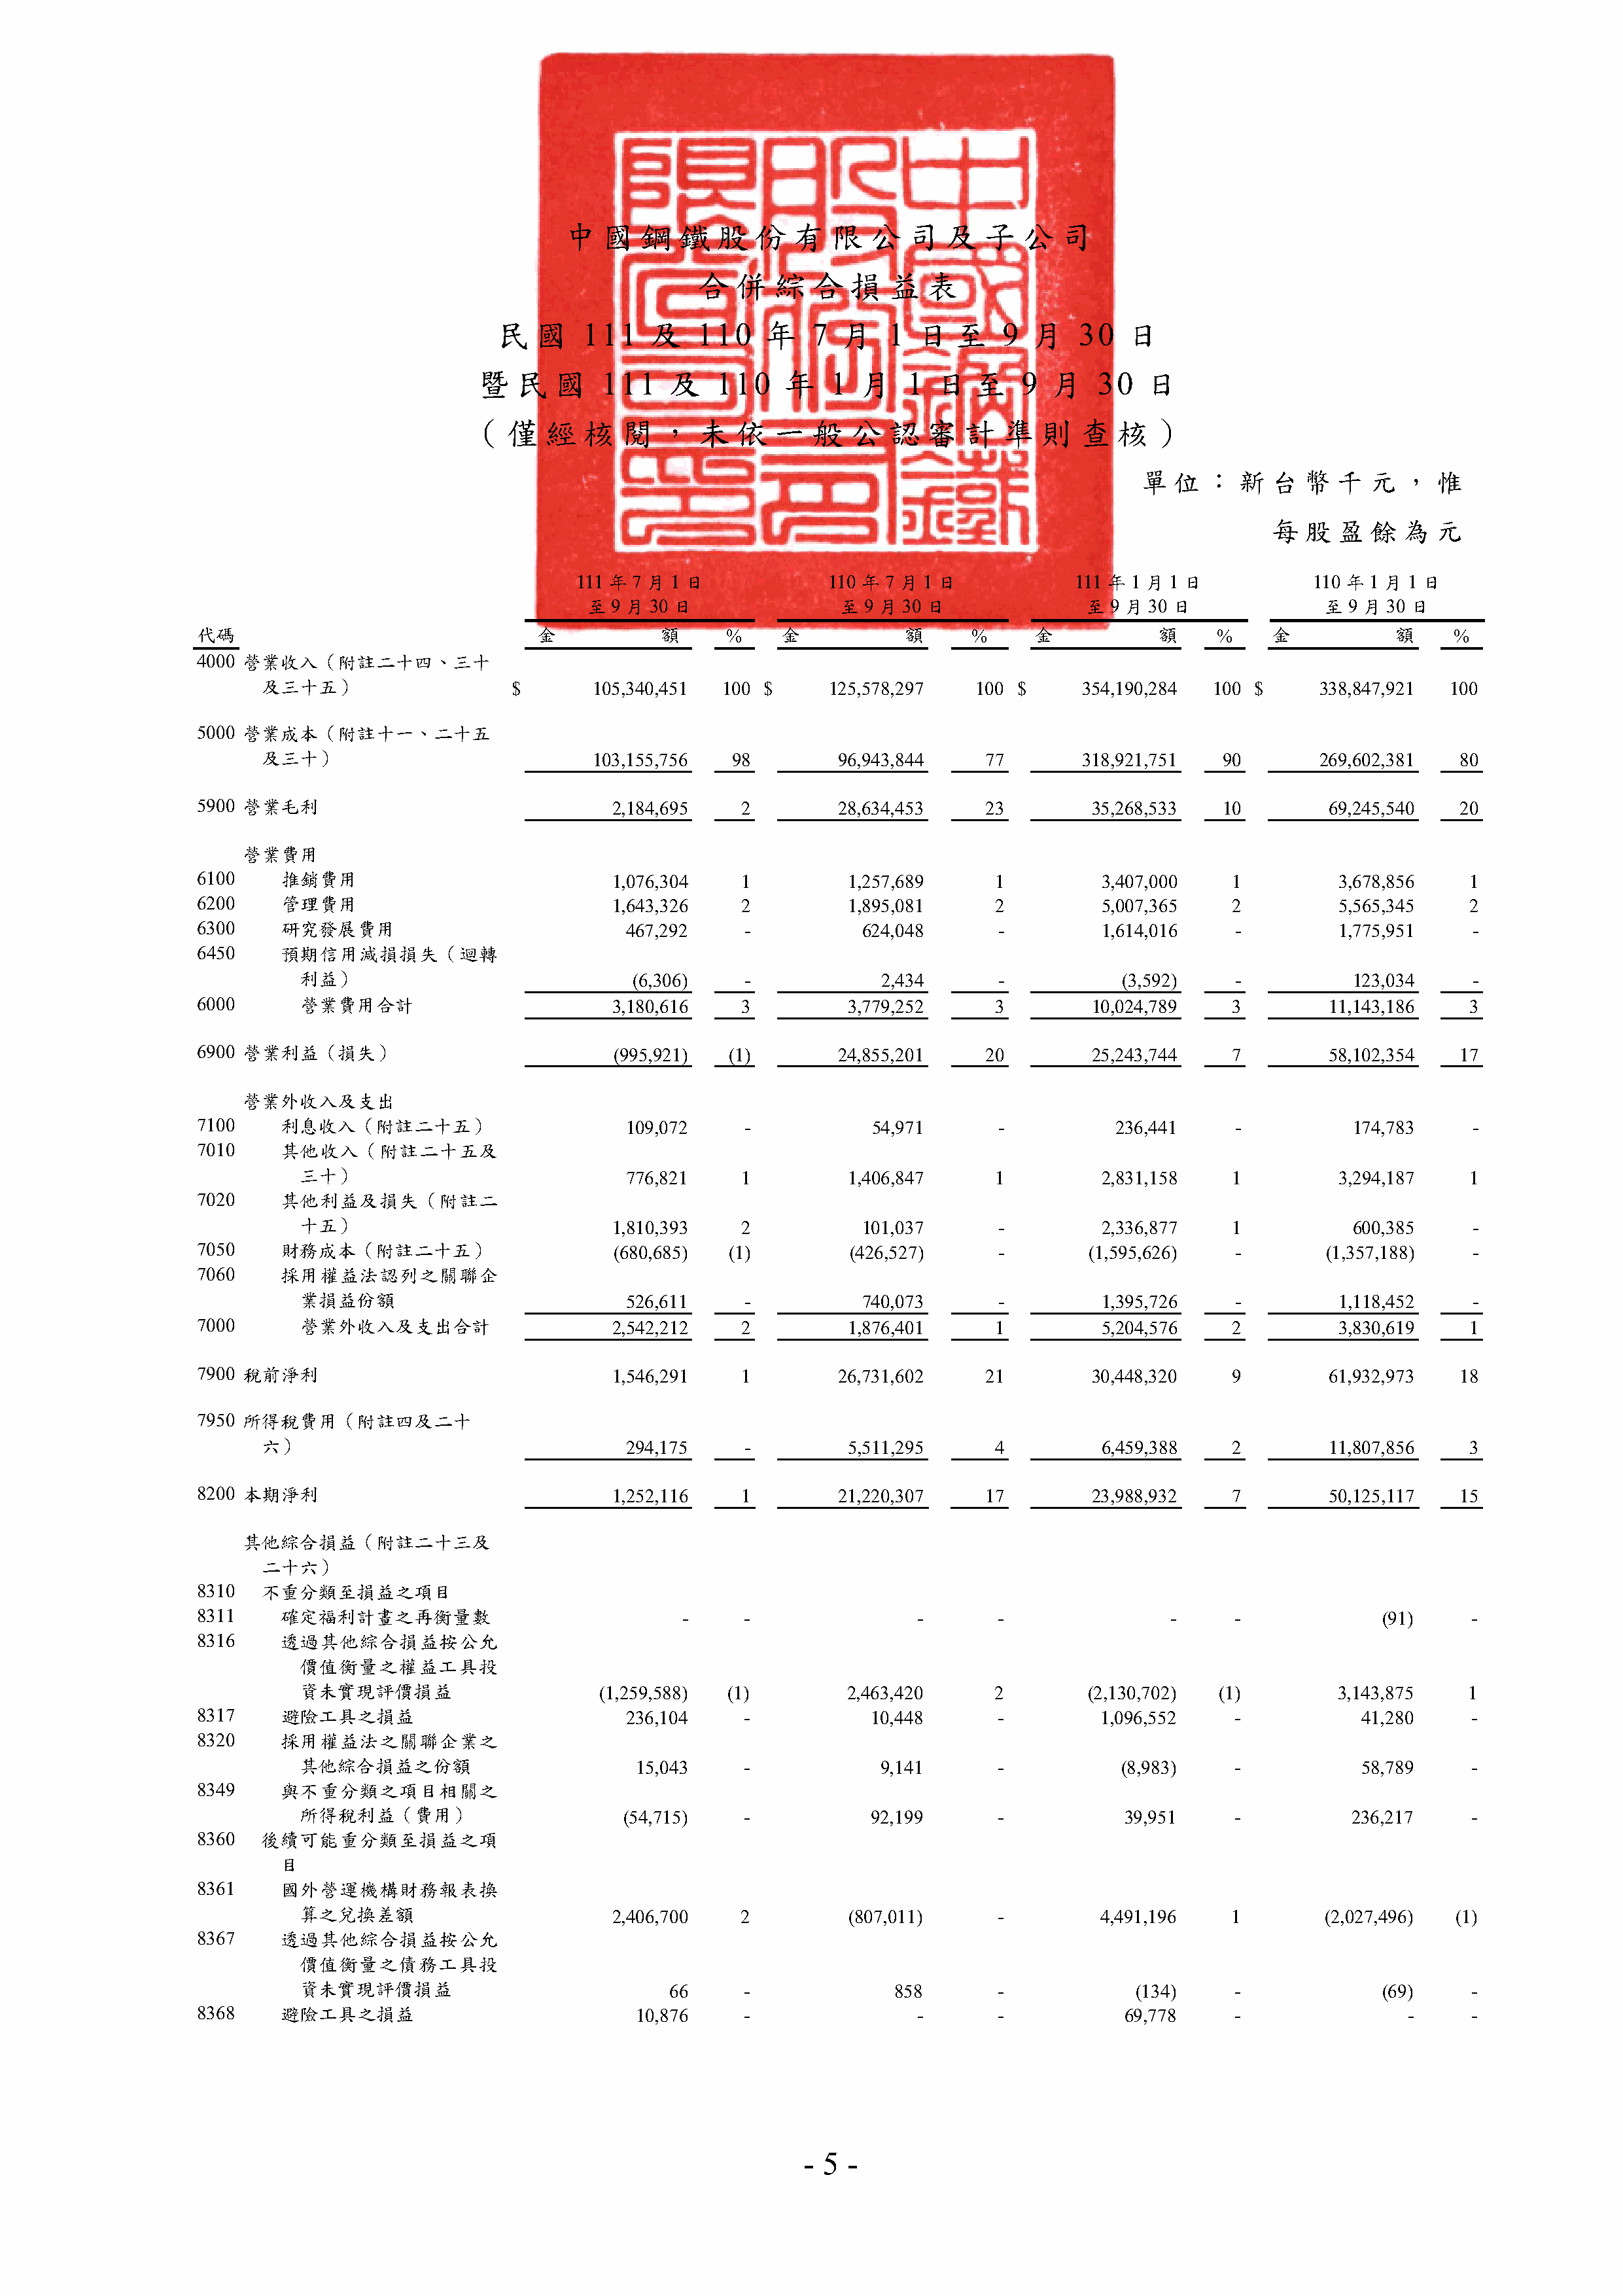 中國鋼鐵股份有限公司及子公司
合併綜合損益表
民國 111 及 110 年 7 月 1 日至 9 月 30 日
暨民國 111 及 110 年 1 月 1 日至 9 月 30 日
（僅經核閱，未依一般公認審計準則查核）
單位：新台幣千元，惟
每股盈餘為元
111 年 7 月 1 日 110 年 7 月 1 日 111 年 1 月 1 日 110 年 1 月 1 日
至 9 月 30 日 至 9 月 30 日 至 9 月 30 日 至 9 月 30 日
代碼 金額 % 金額 % 金額 % 金額 %
4000 營業收入（附註二十四、三十
及三十五） $ 105,340,451 100 $ 125,578,297 100 $ 354,190,284 100 $ 338,847,921 100
5000 營業成本（附註十一、二十五
及三十） 103,155,756 98 96,943,844 77 318,921,751 90 269,602,381 80
5900 營業毛利 2,184,695 2 28,634,453 23 35,268,533 10 69,245,540 20
營業費用
6100 推銷費用 1,076,304 1 1,257,689 1 3,407,000 1 3,678,856 1
6200 管理費用 1,643,326 2 1,895,081 2 5,007,365 2 5,565,345 2
6300 研究發展費用 467,292 - 624,048 - 1,614,016 - 1,775,951 -
6450 預期信用減損損失（迴轉
利益） (6,306) - 2,434 - (3,592) - 123,034 -
6000 營業費用合計 3,180,616 3 3,779,252 3 10,024,789 3 11,143,186 3
6900 營業利益（損失） (995,921) (1) 24,855,201 20 25,243,744 7 58,102,354 17
營業外收入及支出
7100 利息收入（附註二十五） 109,072 - 54,971 - 236,441 - 174,783 -
7010 其他收入（附註二十五及
三十） 776,821 1 1,406,847 1 2,831,158 1 3,294,187 1
7020 其他利益及損失（附註二
十五） 1,810,393 2 101,037 - 2,336,877 1 600,385 -
7050 財務成本（附註二十五） (680,685) (1) (426,527) - (1,595,626) - (1,357,188) -
7060 採用權益法認列之關聯企
業損益份額 526,611 - 740,073 - 1,395,726 - 1,118,452 -
7000 營業外收入及支出合計 2,542,212 2 1,876,401 1 5,204,576 2 3,830,619 1
7900 稅前淨利 1,546,291 1 26,731,602 21 30,448,320 9 61,932,973 18
7950 所得稅費用（附註四及二十
六） 294,175 - 5,511,295 4 6,459,388 2 11,807,856 3
8200 本期淨利 1,252,116 1 21,220,307 17 23,988,932 7 50,125,117 15
其他綜合損益（附註二十三及
二十六）
8310 不重分類至損益之項目
8311 確定福利計畫之再衡量數 - - - - - - (91) -
8316 透過其他綜合損益按公允
價值衡量之權益工具投
資未實現評價損益 (1,259,588) (1) 2,463,420 2 (2,130,702) (1) 3,143,875 1
8317 避險工具之損益 236,104 - 10,448 - 1,096,552 - 41,280 -
8320 採用權益法之關聯企業之
其他綜合損益之份額 15,043 - 9,141 - (8,983) - 58,789 -
8349 與不重分類之項目相關之
所得稅利益（費用） (54,715) - 92,199 - 39,951 - 236,217 -
8360 後續可能重分類至損益之項
目
8361 國外營運機構財務報表換
算之兌換差額 2,406,700 2 (807,011) - 4,491,196 1 (2,027,496) (1)
8367 透過其他綜合損益按公允
價值衡量之債務工具投
資未實現評價損益 66 - 858 - (134) - (69) -
8368 避險工具之損益 10,876 - - - 69,778 - - -
- 5 -